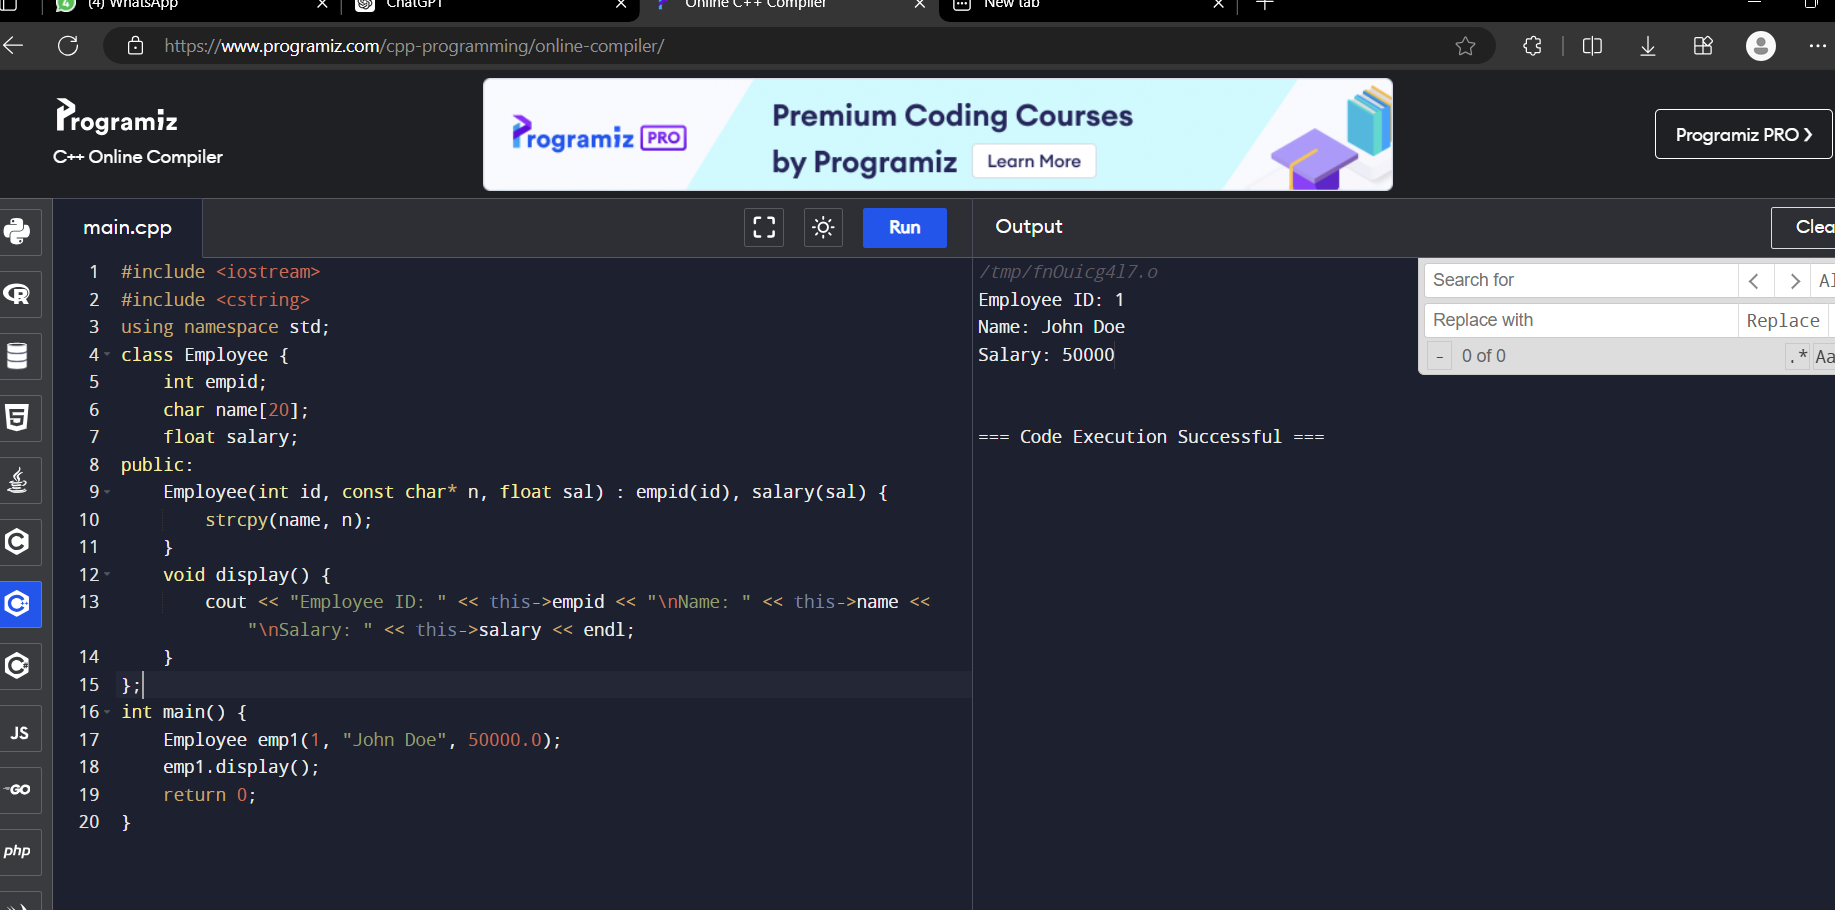 (4) WhatsApp
ChatGPT
Online C++ Compiler
New tab
https://www.programiz.com/cpp-programming/online-compiler/
Programiz
C++ Online Compiler
Programiz PRO
Premium Coding Courses
by Programiz Learn More
Programiz PRO ❯
main.cpp
Run
Output
Clea
1 #include <iostream>
2 #include <cstring>
3 using namespace std;
4 class Employee {
5     int empid;
6     char name[20];
7     float salary;
8 public:
9     Employee(int id, const char* n, float sal) : empid(id), salary(sal) {
10         strcpy(name, n);
11     }
12     void display() {
13         cout << "Employee ID: " << this->empid << "\nName: " << this->name <<
"\nSalary: " << this->salary << endl;
14     }
15 };
16 int main() {
17     Employee emp1(1, "John Doe", 50000.0);
18     emp1.display();
19     return 0;
20 }
/tmp/fnOuicg4l7.o
Employee ID: 1
Name: John Doe
Salary: 50000
=== Code Execution Successful ===
Search for
Al
Replace with
Replace
- 0 of 0
.* Aa
R
5
C
C
C
JS
GO
php